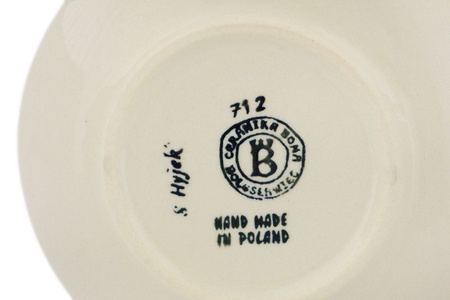 712
CERAMIKA BONA
B
BOLESŁAWIEC
S. Hyjek
HAND MADE
IN POLAND